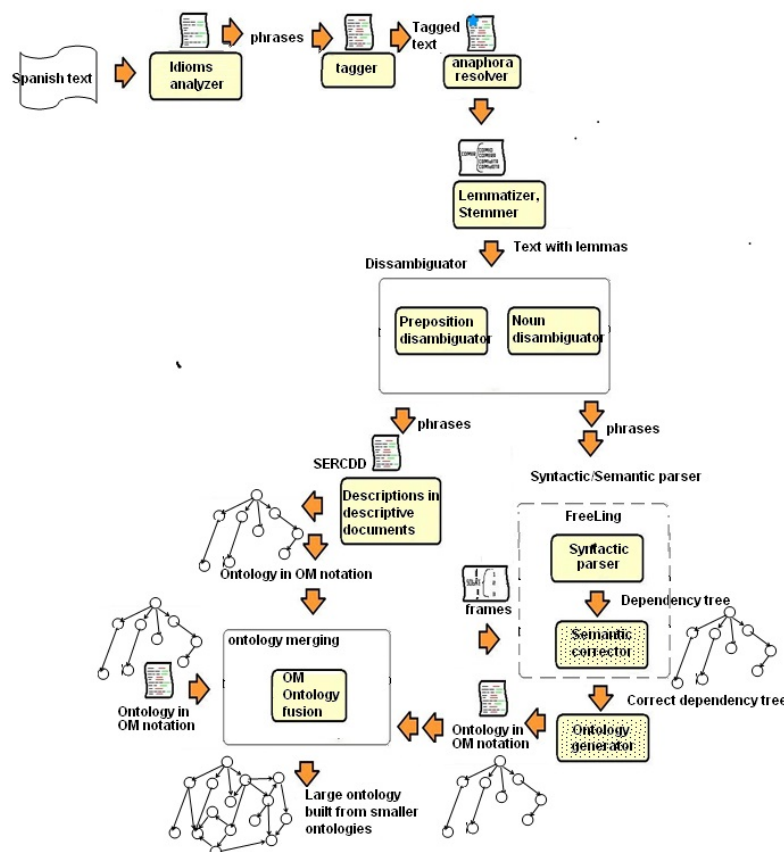 Spanish text
Idioms
analyzer
phrases
tagger
Tagged
text
anaphora
resolver
Lemmatizer,
Stemmer
Text with lemmas
Dissambiguator
Preposition
disambiguator
Noun
disambiguator
phrases
phrases
SERCDD
Descriptions in
descriptive
documents
Ontology in OM notation
Syntactic/Semantic parser
FreeLing
Syntactic
parser
Dependency tree
Semantic
corrector
frames
Correct dependency tree
Ontology
generator
Ontology in
OM notation
ontology merging
OM
Ontology
fusion
Ontology in
OM notation
Large ontology
built from smaller
ontologies